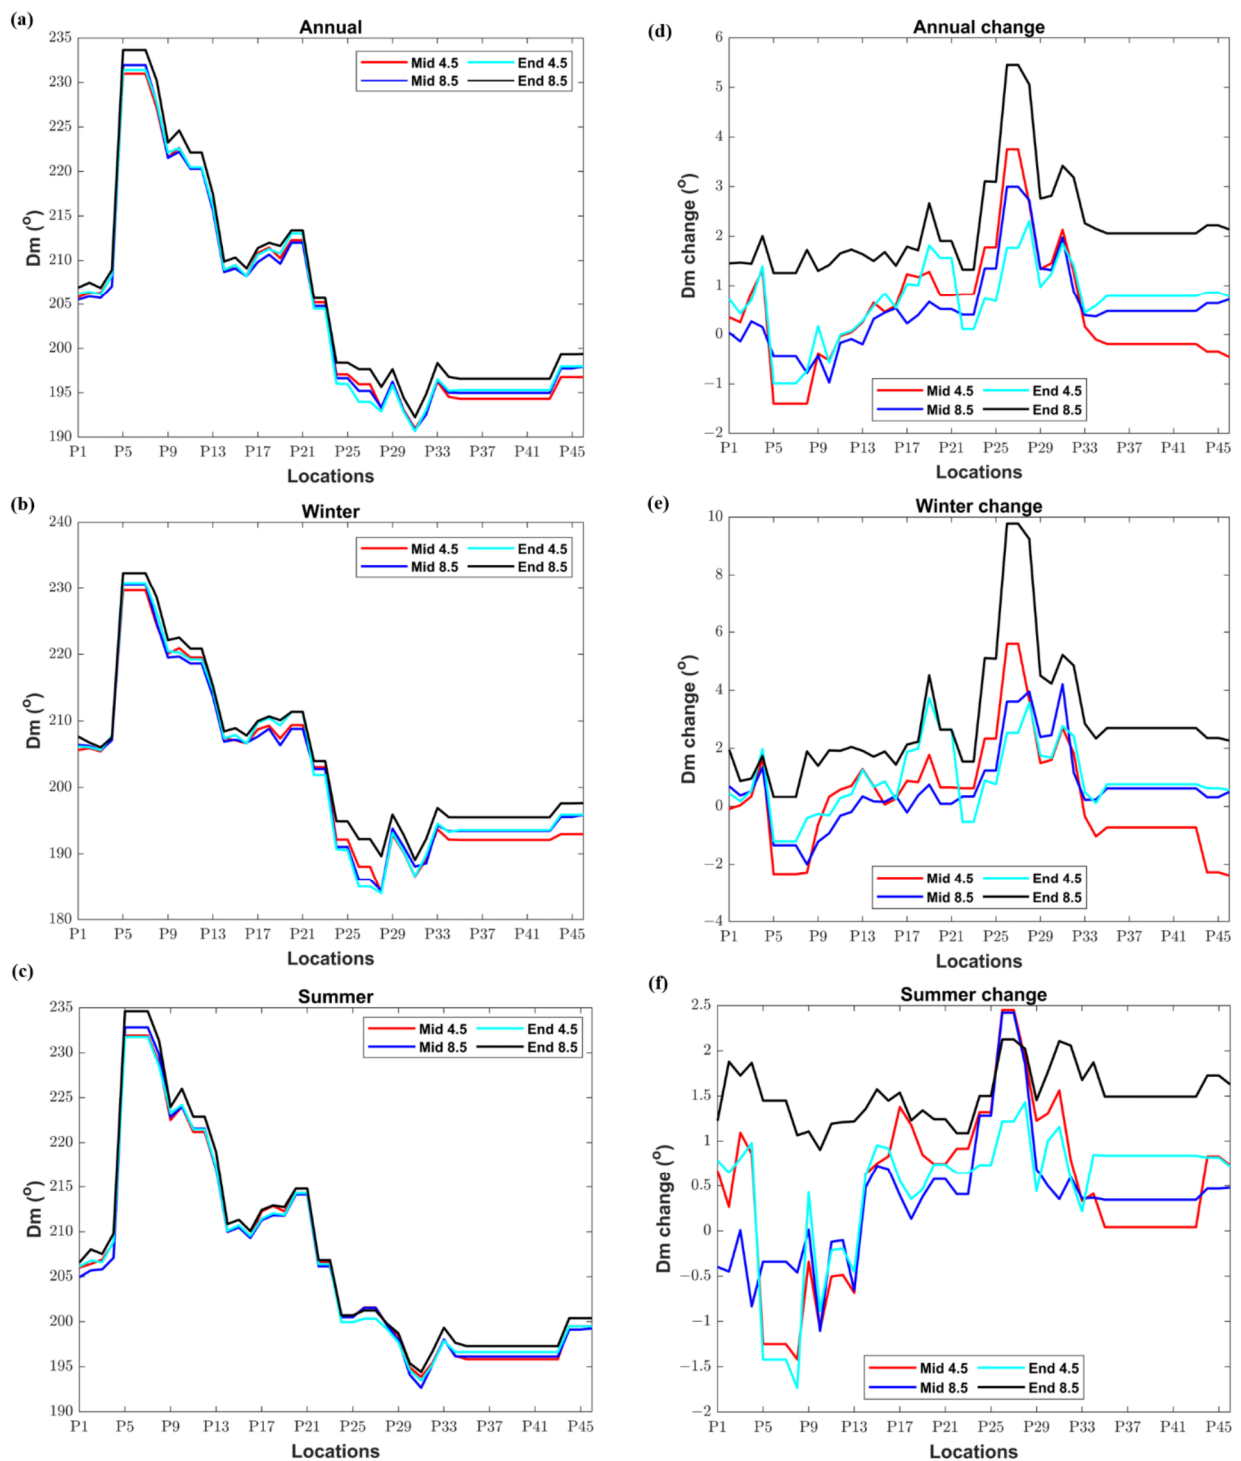 (a)
Annual
Dm (°)
235
230
225
220
215
210
205
200
195
190
Mid 4.5 End 4.5
Mid 8.5 End 8.5
P1 P5 P9 P13 P17 P21 P25 P29 P33 P37 P41 P45
Locations
(d)
Annual change
Dm change (°)
6
5
4
3
2
1
0
−1
−2
Mid 4.5 End 4.5
Mid 8.5 End 8.5
P1 P5 P9 P13 P17 P21 P25 P29 P33 P37 P41 P45
Locations
(b)
Winter
Dm (°)
240
230
220
210
200
190
180
Mid 4.5 End 4.5
Mid 8.5 End 8.5
P1 P5 P9 P13 P17 P21 P25 P29 P33 P37 P41 P45
Locations
(e)
Winter change
Dm change (°)
10
8
6
4
2
0
−2
−4
Mid 4.5 End 4.5
Mid 8.5 End 8.5
P1 P5 P9 P13 P17 P21 P25 P29 P33 P37 P41 P45
Locations
(c)
Summer
Dm (°)
235
230
225
220
215
210
205
200
195
190
Mid 4.5 End 4.5
Mid 8.5 End 8.5
P1 P5 P9 P13 P17 P21 P25 P29 P33 P37 P41 P45
Locations
(f)
Summer change
Dm change (°)
2.5
2
1.5
1
0.5
0
−0.5
−1
−1.5
−2
Mid 4.5 End 4.5
Mid 8.5 End 8.5
P1 P5 P9 P13 P17 P21 P25 P29 P33 P37 P41 P45
Locations